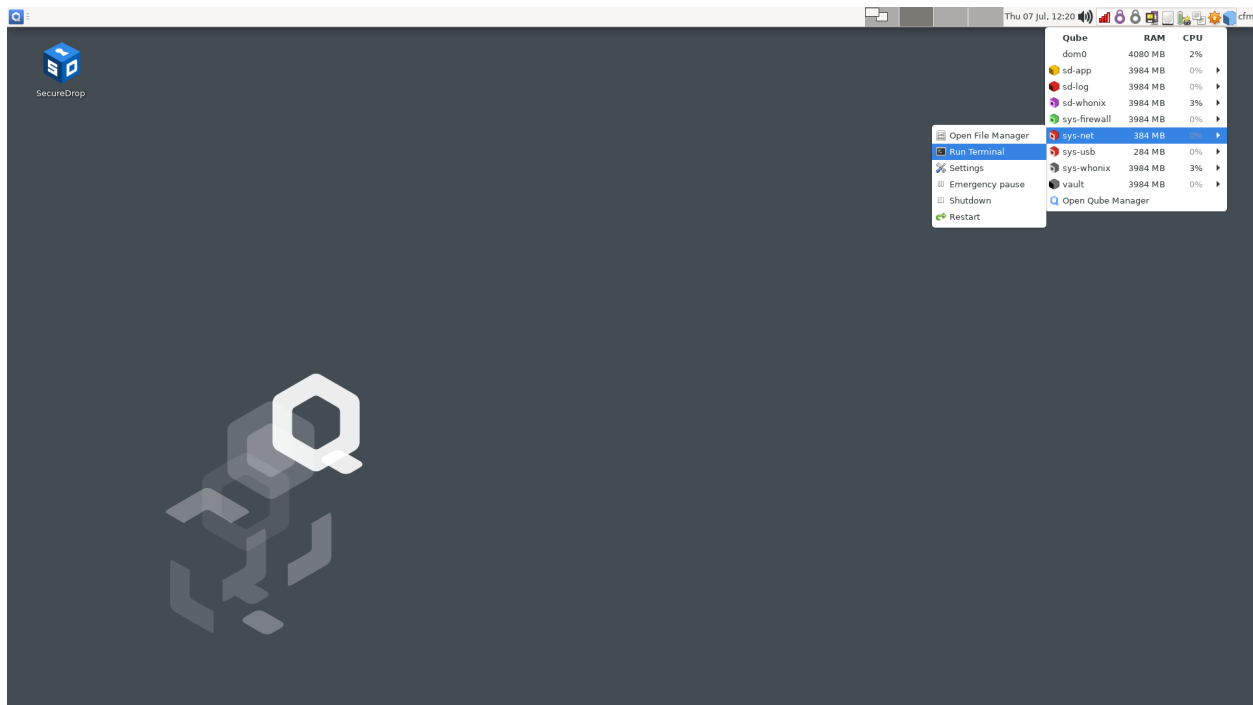 Thu 07 Jul, 12:20 cfm
SecureDrop
Qube RAM CPU
dom0 4080 MB 2%
sd-app 3984 MB 0%
sd-log 3984 MB 0%
sd-whonix 3984 MB 3%
sys-firewall 3984 MB 0%
sys-net 384 MB 0%
sys-usb 284 MB 0%
sys-whonix 3984 MB 3%
vault 3984 MB 0%
Open Qube Manager
Open File Manager
Run Terminal
Settings
Emergency pause
Shutdown
Restart